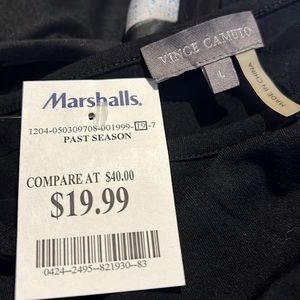 Marshalls.
1204-050309708-001999-19-7
PAST SEASON
COMPARE AT $40.00
$19.99
0424--2495--821930--83
VINCE CAMUTO
L
MADE IN CHINA